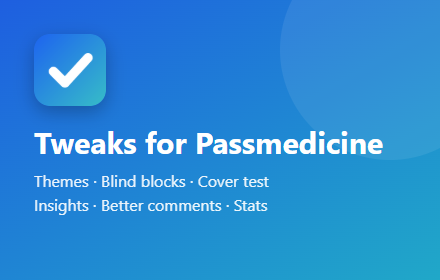 Tweaks for Passmedicine
Themes · Blind blocks · Cover test
Insights · Better comments · Stats